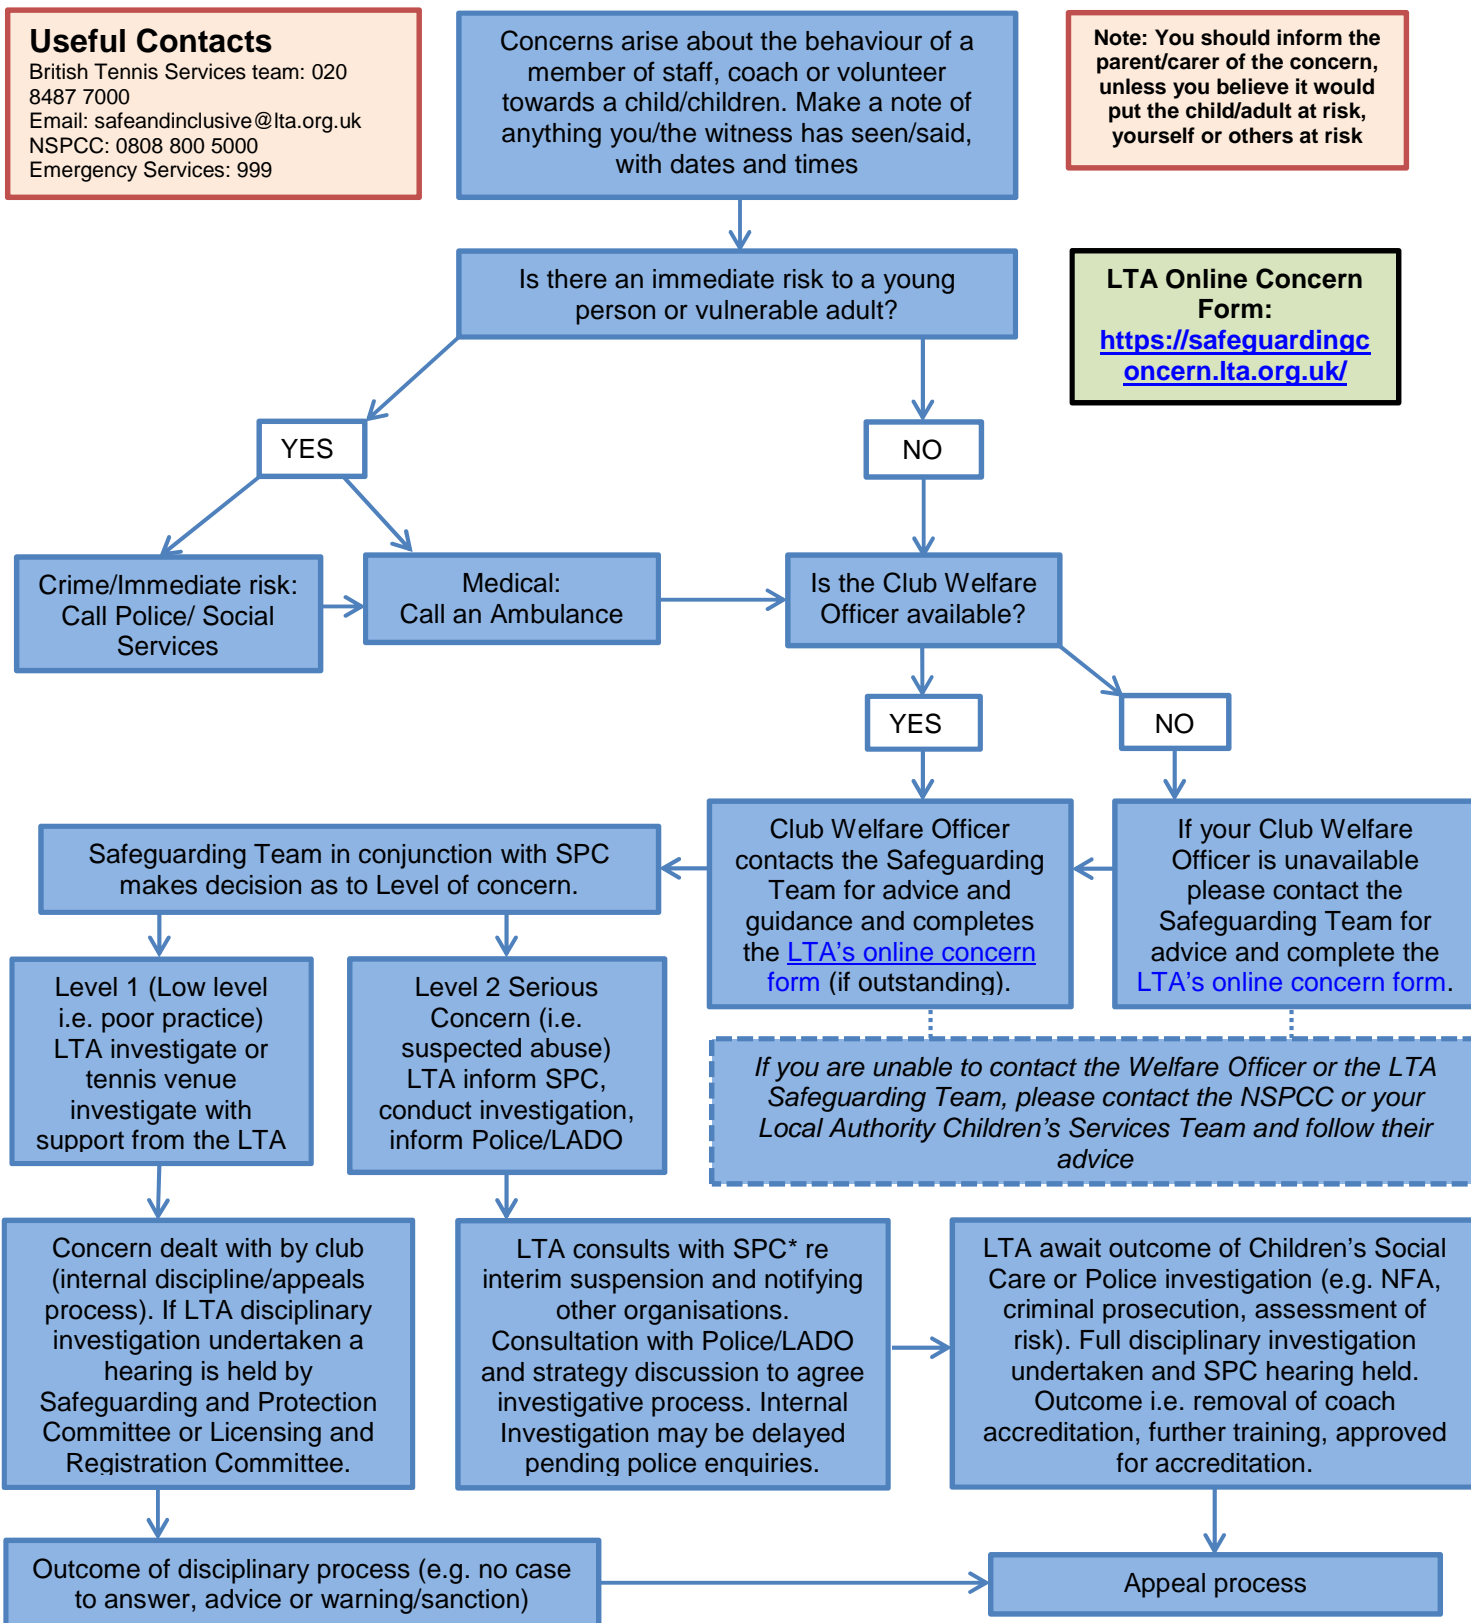 Useful Contacts
British Tennis Services team: 020
8487 7000
Email: safeandinclusive@lta.org.uk
NSPCC: 0808 800 5000
Emergency Services: 999
Concerns arise about the behaviour of a
member of staff, coach or volunteer
towards a child/children. Make a note of
anything you/the witness has seen/said,
with dates and times
Note: You should inform the
parent/carer of the concern,
unless you believe it would
put the child/adult at risk,
yourself or others at risk
Is there an immediate risk to a young
person or vulnerable adult?
LTA Online Concern
Form:
https://safeguardingc
oncern.lta.org.uk/
YES
NO
Crime/Immediate risk:
Call Police/ Social
Services
Medical:
Call an Ambulance
Is the Club Welfare
Officer available?
YES
NO
Safeguarding Team in conjunction with SPC
makes decision as to Level of concern.
Club Welfare Officer
contacts the Safeguarding
Team for advice and
guidance and completes
the LTA's online concern
form (if outstanding).
If your Club Welfare
Officer is unavailable
please contact the
Safeguarding Team for
advice and complete the
LTA's online concern form.
Level 1 (Low level
i.e. poor practice)
LTA investigate or
tennis venue
investigate with
support from the LTA
Level 2 Serious
Concern (i.e.
suspected abuse)
LTA inform SPC,
conduct investigation,
inform Police/LADO
If you are unable to contact the Welfare Officer or the LTA
Safeguarding Team, please contact the NSPCC or your
Local Authority Children's Services Team and follow their
advice
Concern dealt with by club
(internal discipline/appeals
process). If LTA disciplinary
investigation undertaken a
hearing is held by
Safeguarding and Protection
Committee or Licensing and
Registration Committee.
LTA consults with SPC* re
interim suspension and notifying
other organisations.
Consultation with Police/LADO
and strategy discussion to agree
investigative process. Internal
Investigation may be delayed
pending police enquiries.
LTA await outcome of Children's Social
Care or Police investigation (e.g. NFA,
criminal prosecution, assessment of
risk). Full disciplinary investigation
undertaken and SPC hearing held.
Outcome i.e. removal of coach
accreditation, further training, approved
for accreditation.
Outcome of disciplinary process (e.g. no case
to answer, advice or warning/sanction)
Appeal process